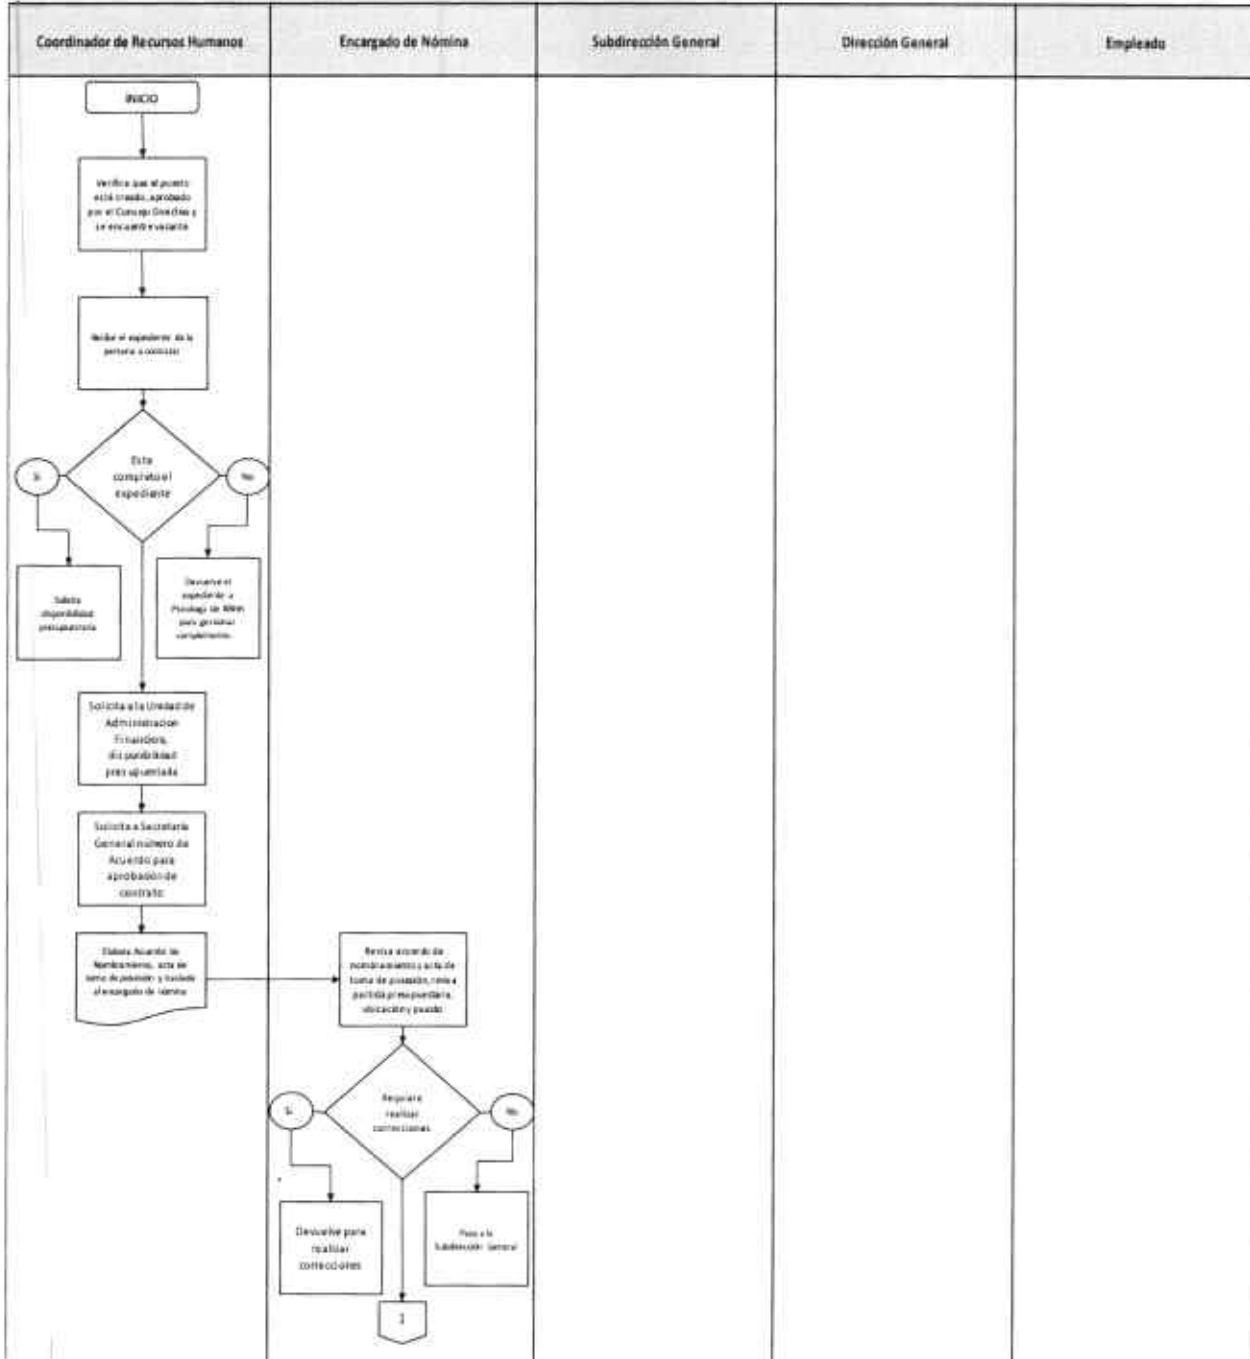 Coordinador de Recursos Humanos
Encargado de Nómina
Subdirección General
Dirección General
Empleado
INICIO
Verifica que el puesto
está creado, aprobado
por el Consejo Directivo y
se encuentre vacante
Recibe el expediente de la
persona a contratar
Esta
completo el
expediente
Si
No
Solicita
disponibilidad
presupuestaria
Devuelve el
expediente a
Psicólogo de RRHH
para gestionar
complementos.
Solicita a la Unidad de
Administracion
Financiera,
disponibilidad
presupuestaria
Solicita a Secretaría
General número de
Acuerdo para
aprobación de
contrato
Elabora Acuerdo de
Nombramiento, acta de
toma de posesión y traslada
al encargado de nómina
Revisa acuerdo de
nombramiento y acta de
toma de posesión, revisa
partida presupuestaria,
ubicación y puesto
Requiere
realizar
correcciones
Si
No
Devuelve para
realizar
correcciones
Pasa a la
Subdirección General